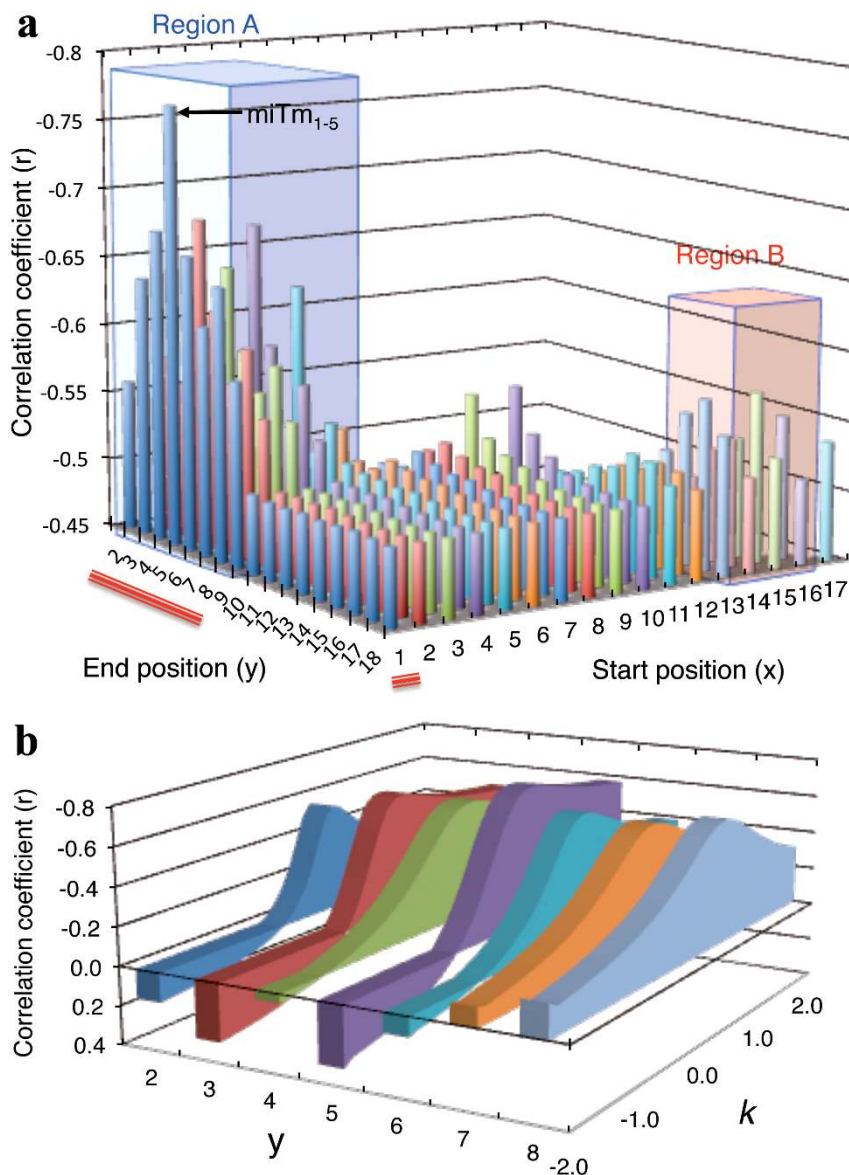 a
Region A
-0.8
miTm1-5
-0.75
-0.7
-0.65
Region B
-0.6
-0.55
-0.5
-0.45
Correlation coefficient (r)
2
3
4
5
6
7
8
9
10
11
12
13
14
15
16
17
18
End position (y)
1 2 3 4 5 6 7 8 9 10 11 12 13 14 15 16 17
Start position (x)
b
Correlation coefficient (r)
-0.8
-0.6
-0.4
-0.2
0.0
0.2
0.4
2 3 4 5 6 7 8
y
-2.0
-1.0
0.0
1.0
2.0
k